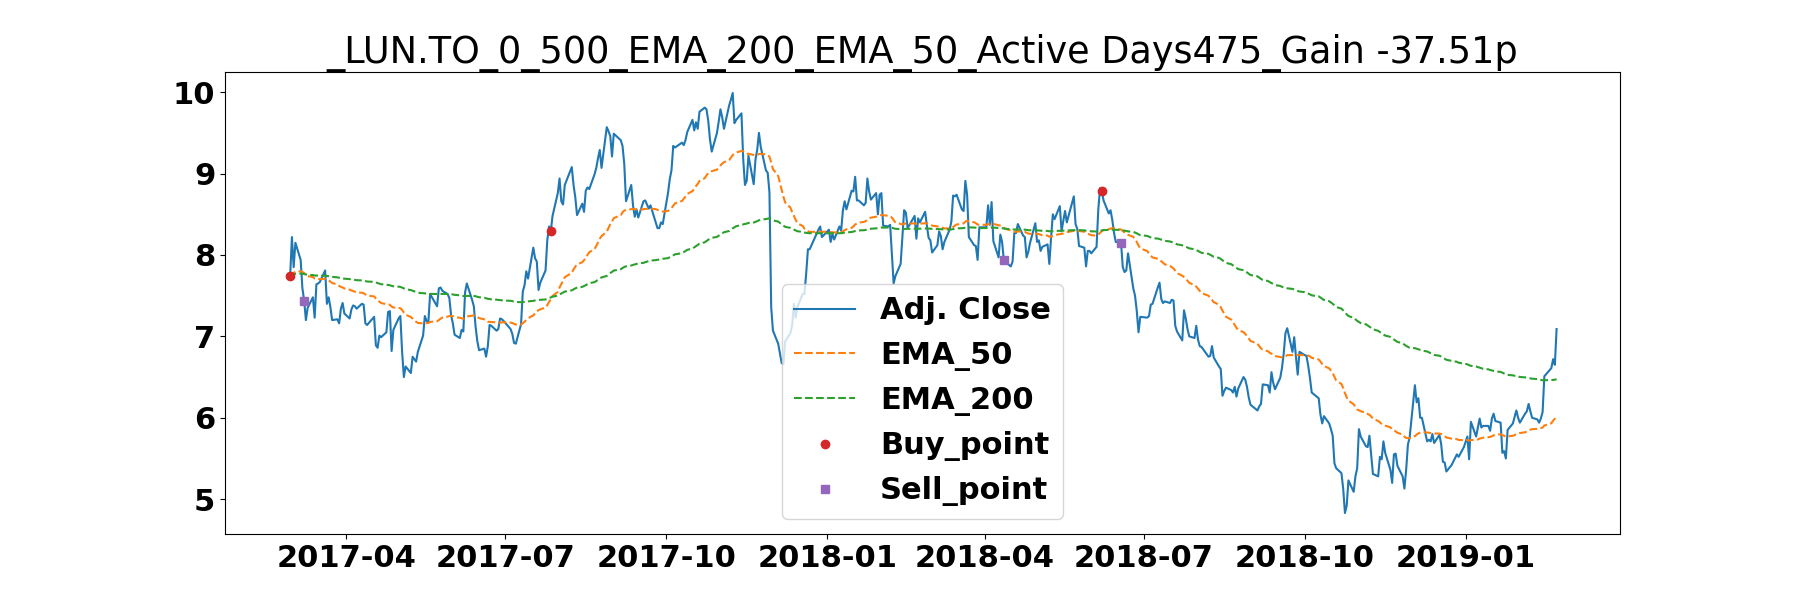 _LUN.TO_0_500_EMA_200_EMA_50_Active Days475_Gain -37.51p
10
9
8
7
6
5
Adj. Close
EMA_50
EMA_200
Buy_point
Sell_point
2017-04 2017-07 2017-10 2018-01 2018-04 2018-07 2018-10 2019-01